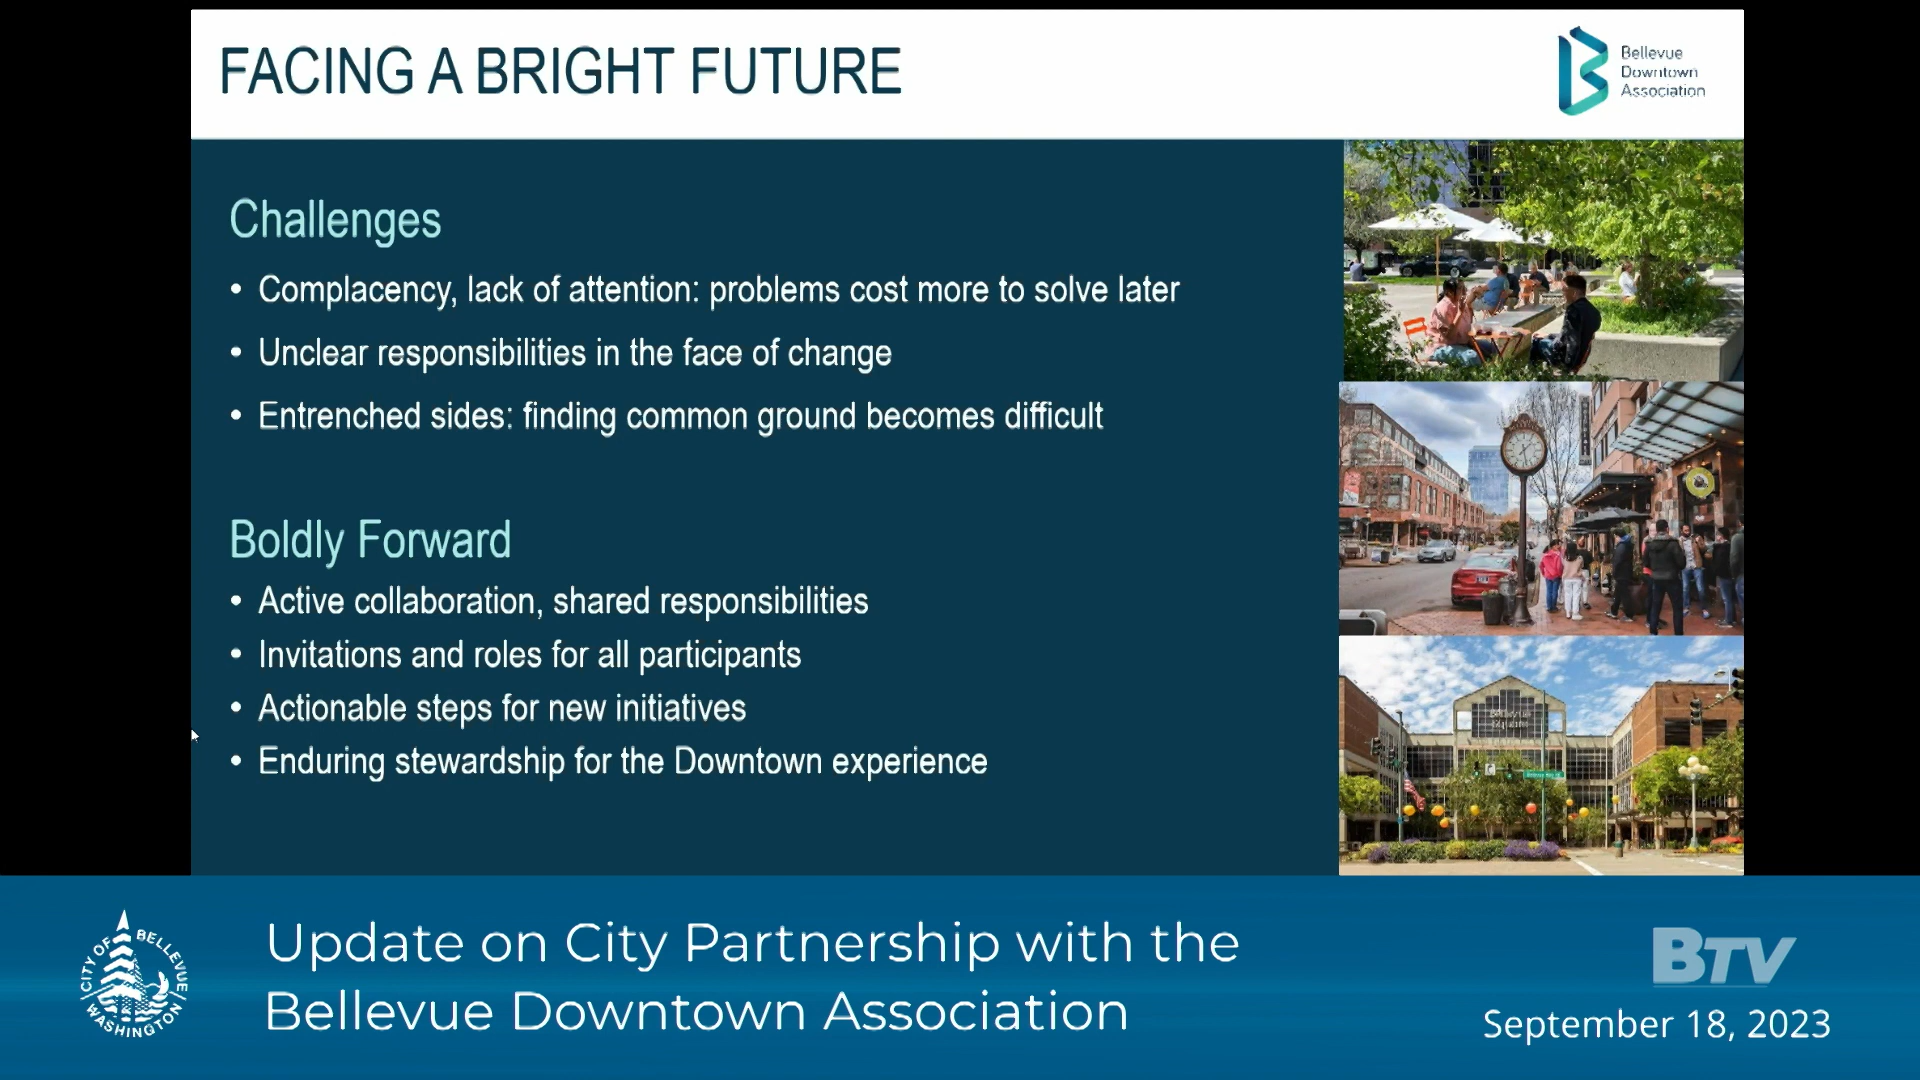 FACING A BRIGHT FUTURE
Bellevue
Downtown
Association
Challenges
• Complacency, lack of attention: problems cost more to solve later
• Unclear responsibilities in the face of change
• Entrenched sides: finding common ground becomes difficult
Boldly Forward
• Active collaboration, shared responsibilities
• Invitations and roles for all participants
• Actionable steps for new initiatives
• Enduring stewardship for the Downtown experience
Bellevue
Square
CITY OF BELLEVUE
WASHINGTON
Update on City Partnership with the
Bellevue Downtown Association
BTV
September 18, 2023